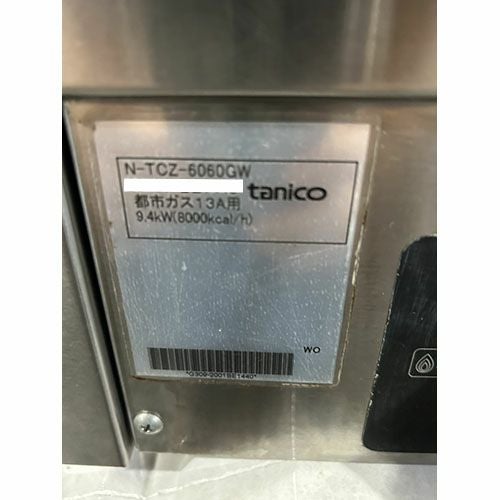 N-TCZ-6060GW
tanico
都市ガス13A用
9.4kW(8000kcal/h)
WO